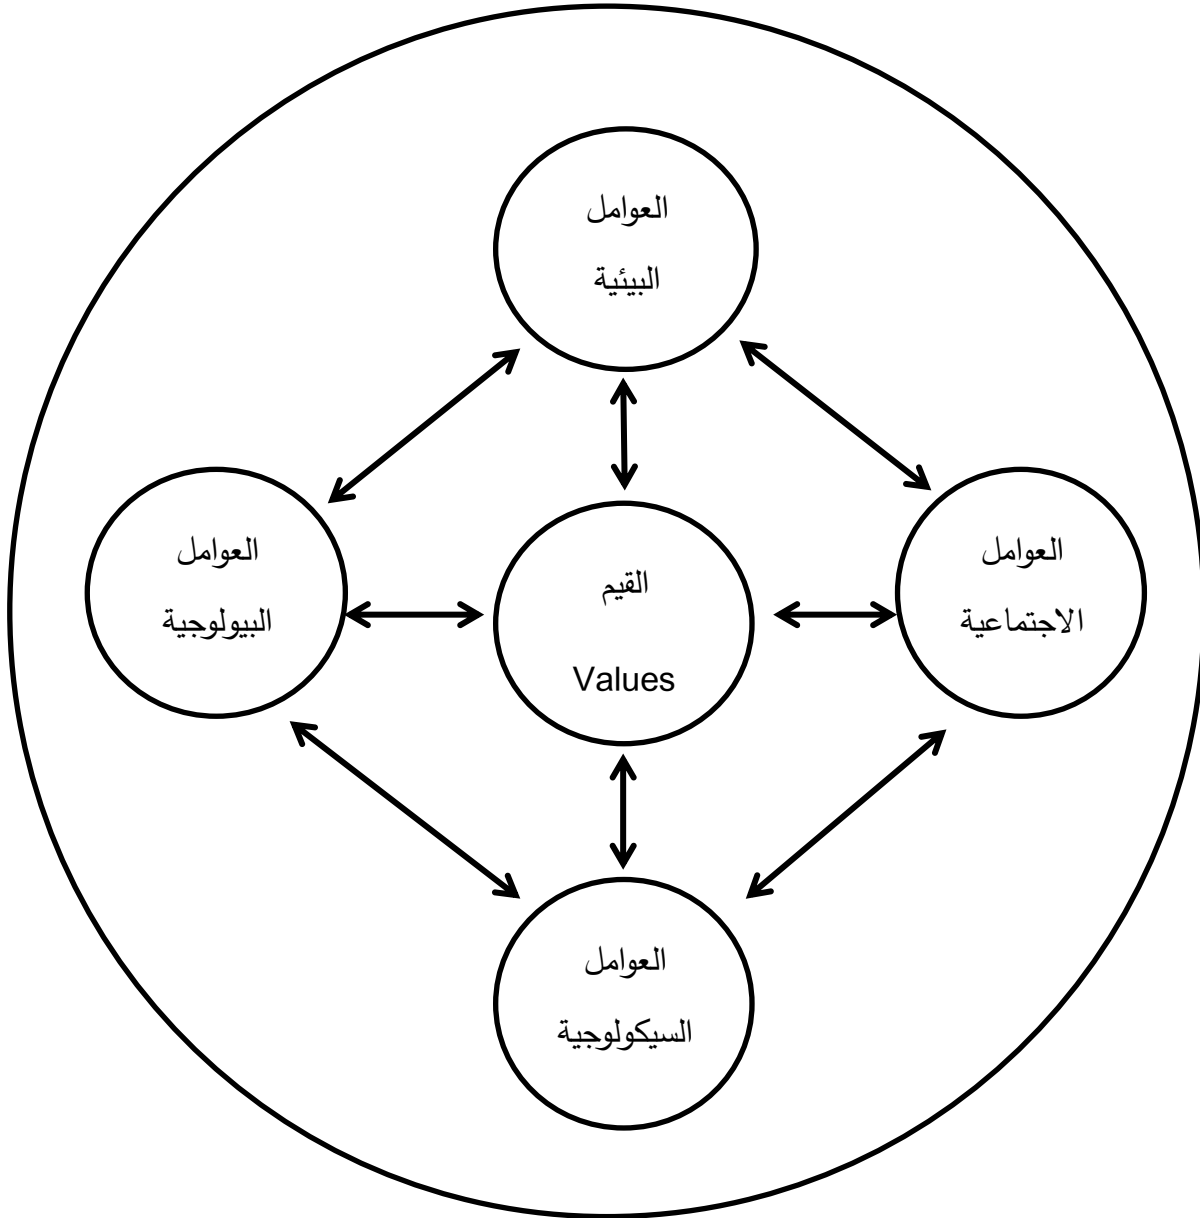 العوامل
البيئية
العوامل
الاجتماعية
القيم
Values
العوامل
البيولوجية
العوامل
السيكولوجية